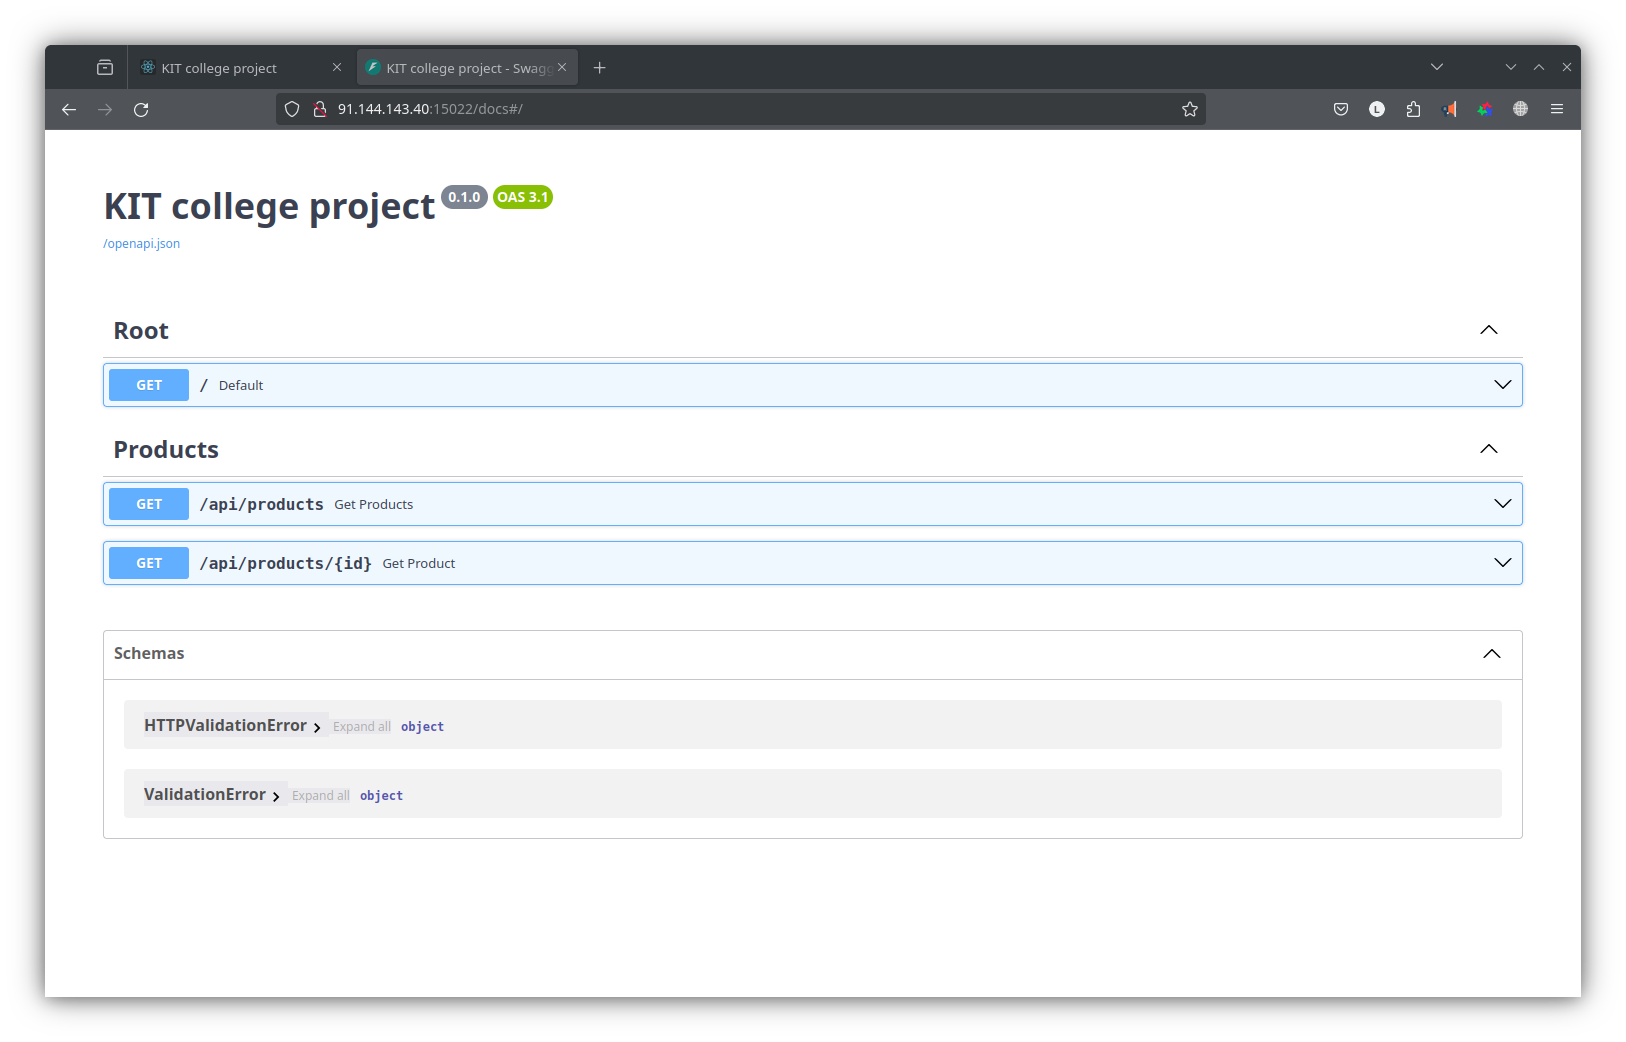 KIT college project
KIT college project - Swagg
91.144.143.40:15022/docs#/
L
KIT college project 0.1.0 OAS 3.1
/openapi.json
Root
GET / Default
Products
GET /api/products Get Products
GET /api/products/{id} Get Product
Schemas
HTTPValidationError Expand all object
ValidationError Expand all object